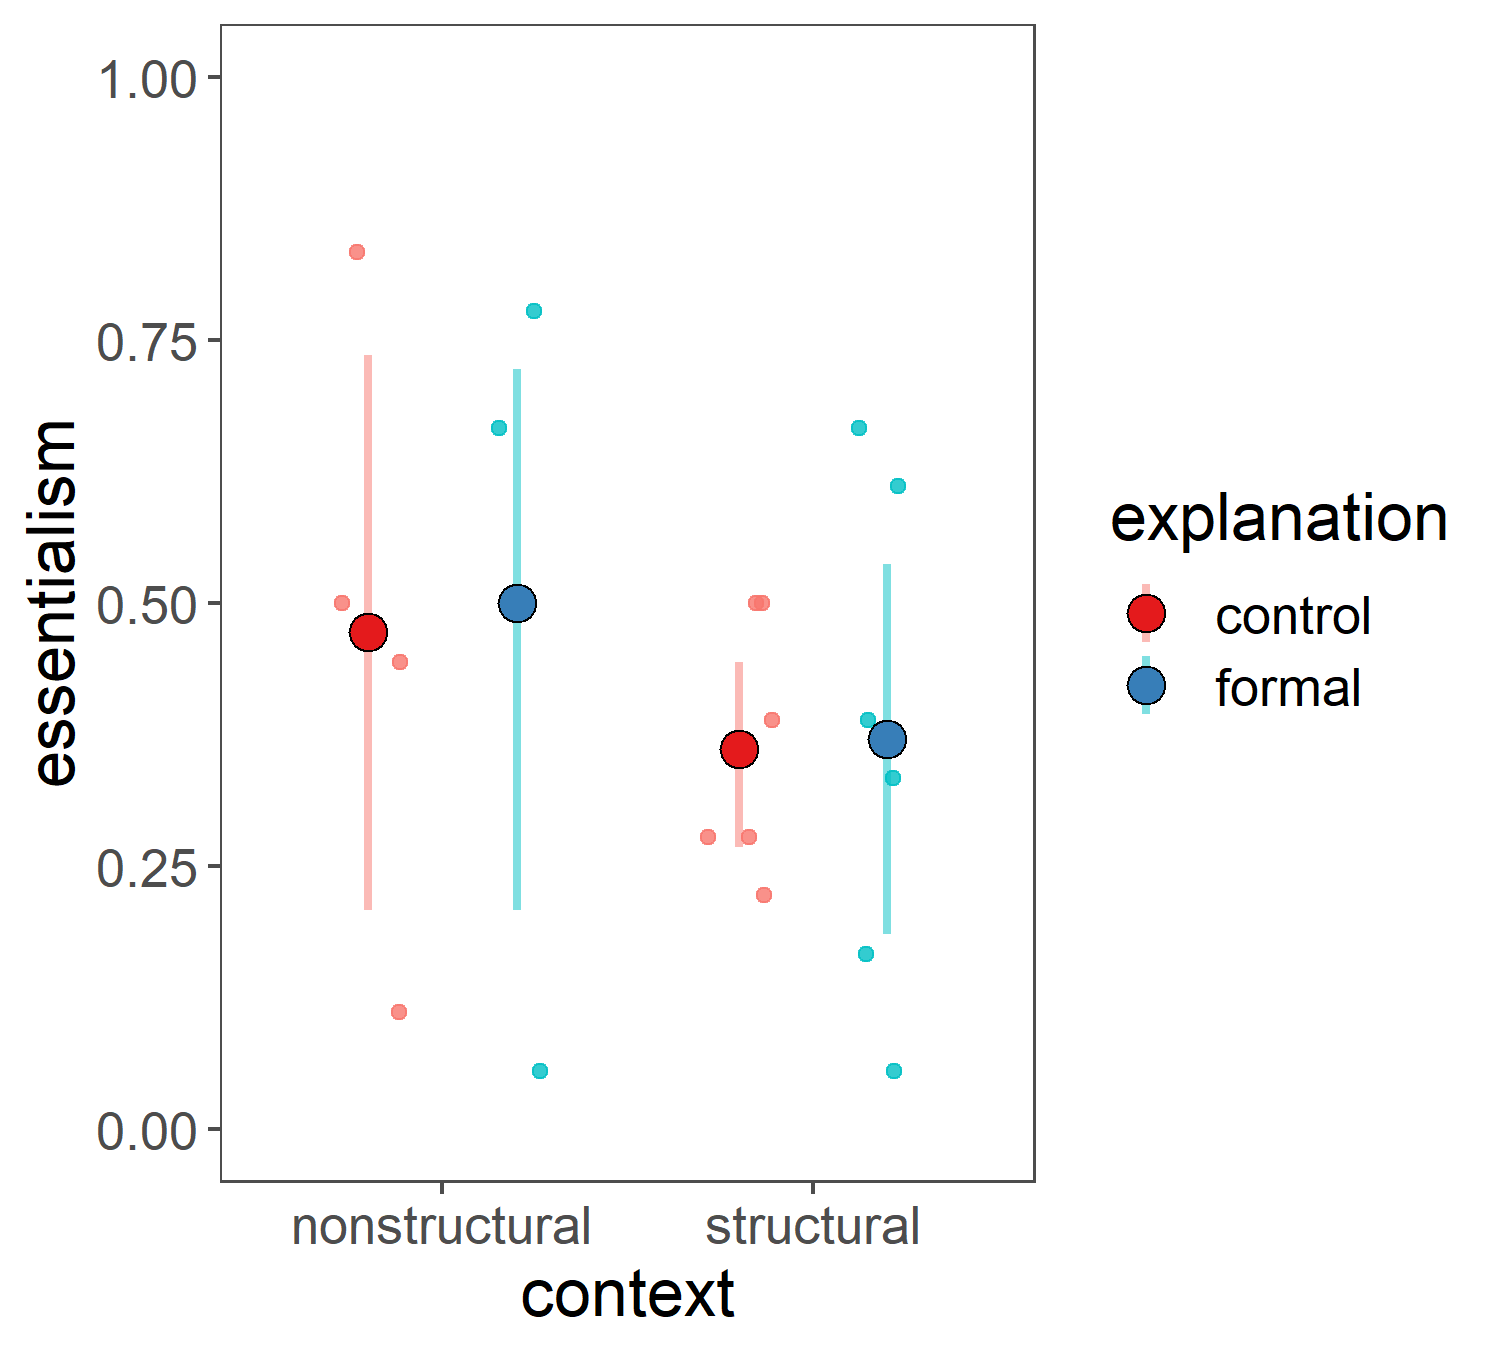 1.00
0.75
0.50
0.25
0.00
essentialism
nonstructural
structural
context
explanation
control
formal